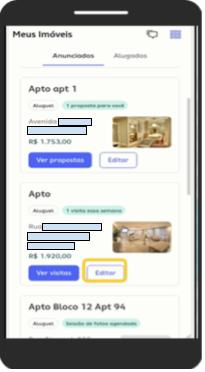 Meus Imóveis
Anunciados Alugados
Apto apt 1
Aluguel 1 proposta para você
Avenida
R$ 1.753,00
Ver propostas Editar
Apto
Aluguel 1 visita essa semana
Rua
R$ 1.920,00
Ver visitas Editar
Apto Bloco 12 Apt 94
Aluguel Sessão de fotos agendada